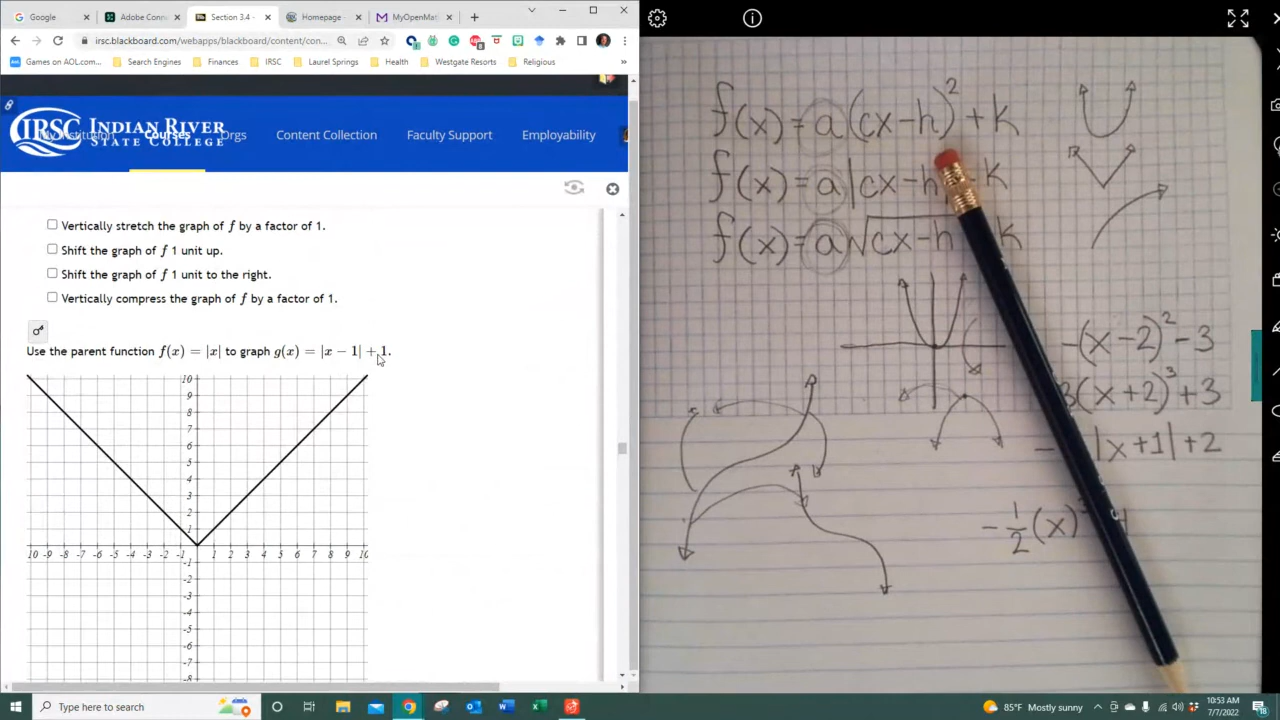 Google
Adobe Conn
Section 3.4 -
Homepage -
MyOpenMat
irsc.blackboard.com/webapps/blackboard/content/con...
8
Games on AOL.com...
Search Engines
Finances
IRSC
Laurel Springs
Health
Westgate Resorts
Religious
IRSC INDIAN RIVER
STATE COLLEGE
My Institution
Courses
Orgs
Content Collection
Faculty Support
Employability
Vertically stretch the graph of f by a factor of 1.
Shift the graph of f 1 unit up.
Shift the graph of f 1 unit to the right.
Vertically compress the graph of f by a factor of 1.
Use the parent function f(x) = |x| to graph g(x) = |x − 1| + 1.
10
9
8
7
6
5
4
3
2
1
10 -9 -8 -7 -6 -5 -4 -3 -2 -1 1 2 3 4 5 6 7 8 9 10
-1
-2
-3
-4
-5
-6
-7
-8
f(x) = a(cx-h)² + k
f(x) = a|cx-h + k
f(x) = a√cx-h k
-(x-2)² -3
3(x+2)³ +3
- |x+1| +2
-1/2(x)³
Type here to search
85°F Mostly sunny
10:53 AM
7/7/2022
18